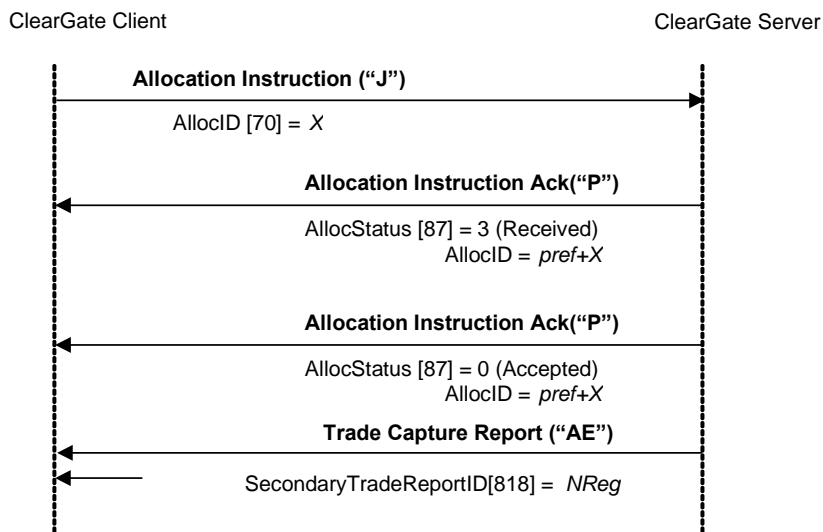 ClearGate Client
ClearGate Server
Allocation Instruction (“J”)
AllocID [70] = X
Allocation Instruction Ack(“P”)
AllocStatus [87] = 3 (Received)
AllocID = pref+X
Allocation Instruction Ack(“P”)
AllocStatus [87] = 0 (Accepted)
AllocID = pref+X
Trade Capture Report (“AE”)
SecondaryTradeReportID[818] = NReg